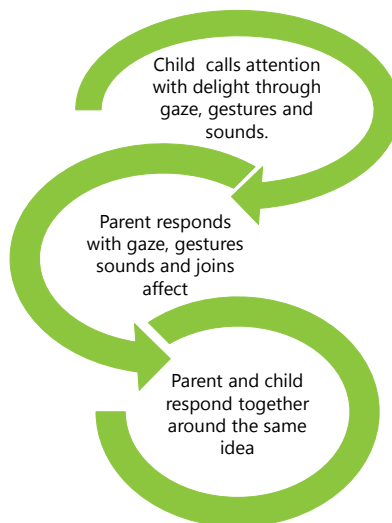 Child calls attention
with delight through
gaze, gestures and
sounds.
Parent responds
with gaze, gestures
sounds and joins
affect
Parent and child
respond together
around the same
idea